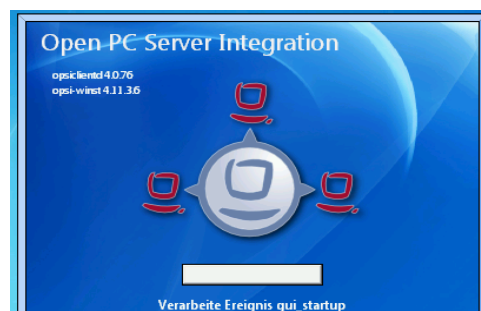 Open PC Server Integration
opsiclientd 4.0.76
opsi-winst 4.11.3.6
Verarbeite Ereignis gui_startup